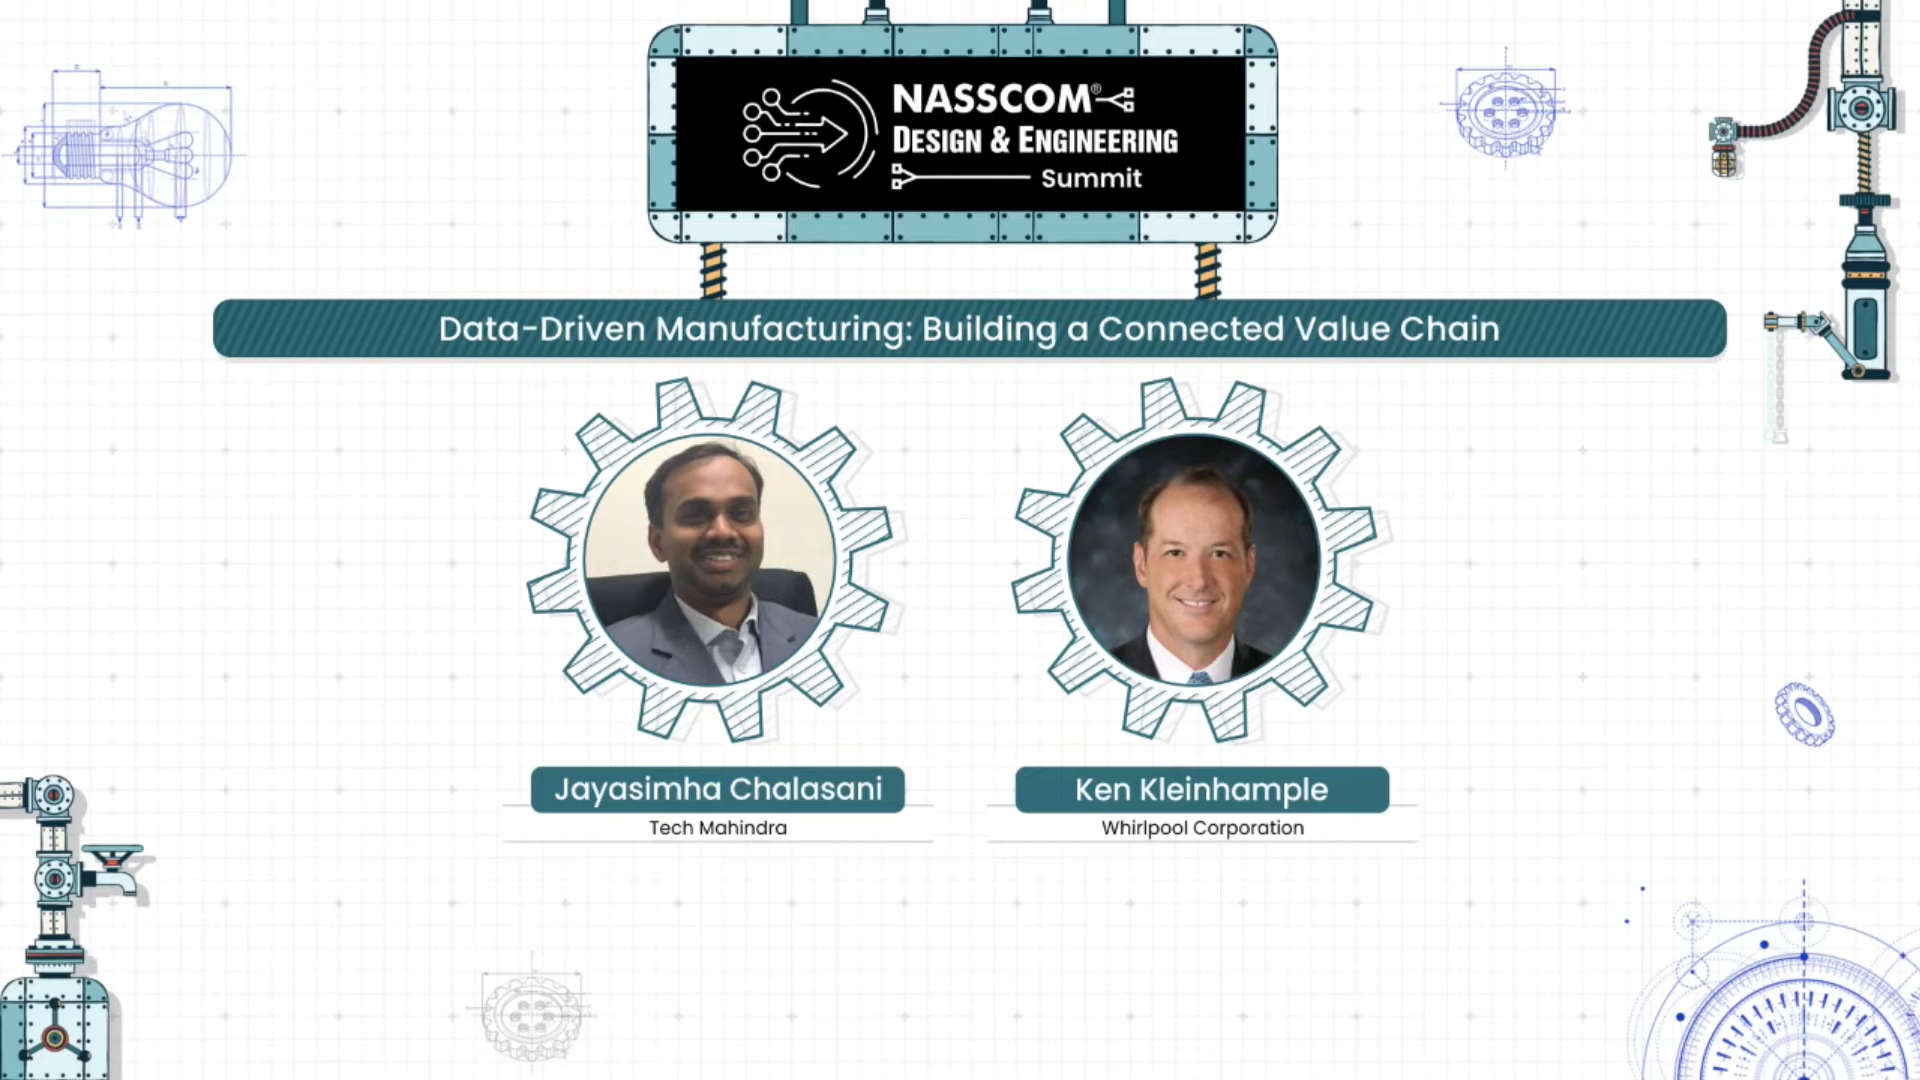 NASSCOM®
DESIGN & ENGINEERING
Summit
Data-Driven Manufacturing: Building a Connected Value Chain
Jayasimha Chalasani
Tech Mahindra
Ken Kleinhample
Whirlpool Corporation